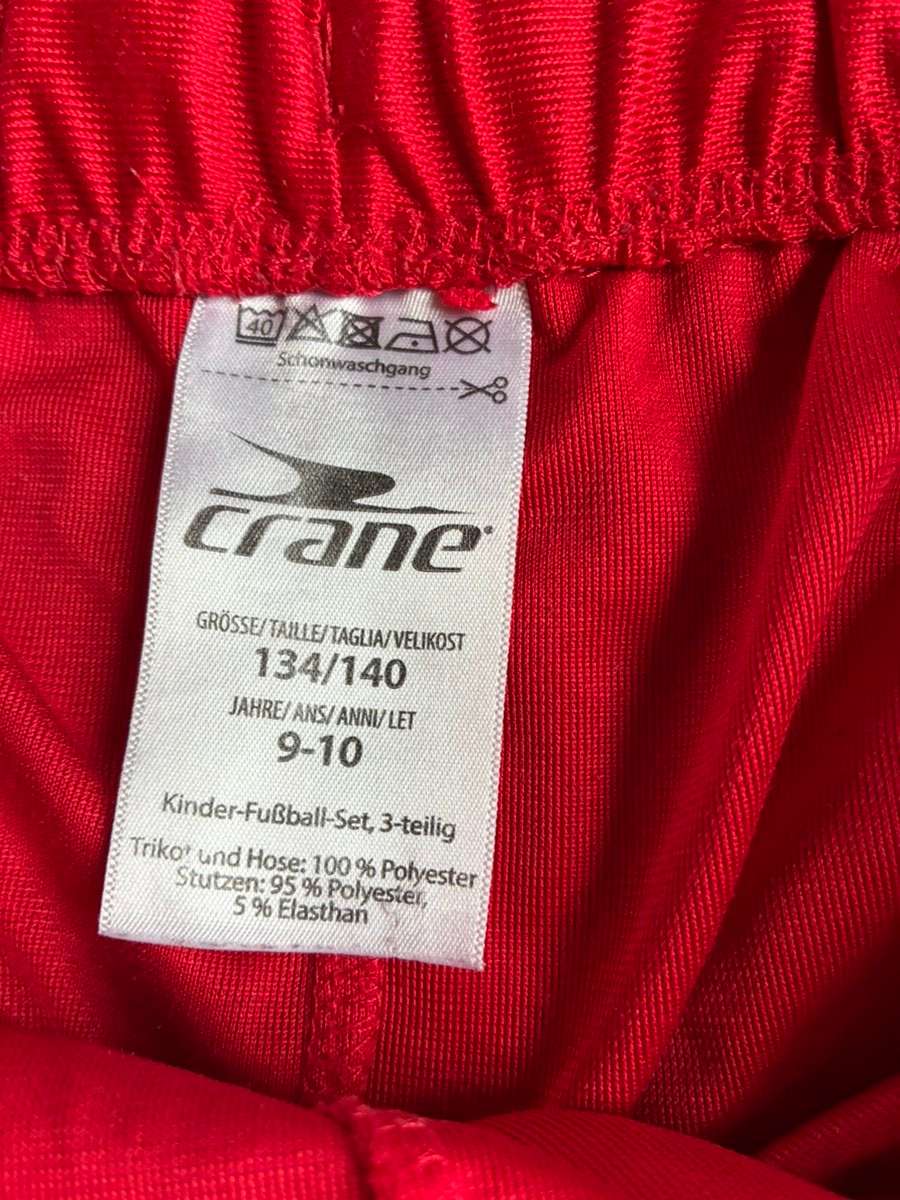 40
Schonwaschgang
crane
GRÖSSE/TAILLE/TAGLIA/VELIKOST
134/140
JAHRE/ANS/ANNI/LET
9-10
Kinder-Fußball-Set, 3-teilig
Trikot und Hose: 100 % Polyester
Stutzen: 95 % Polyester,
5 % Elasthan